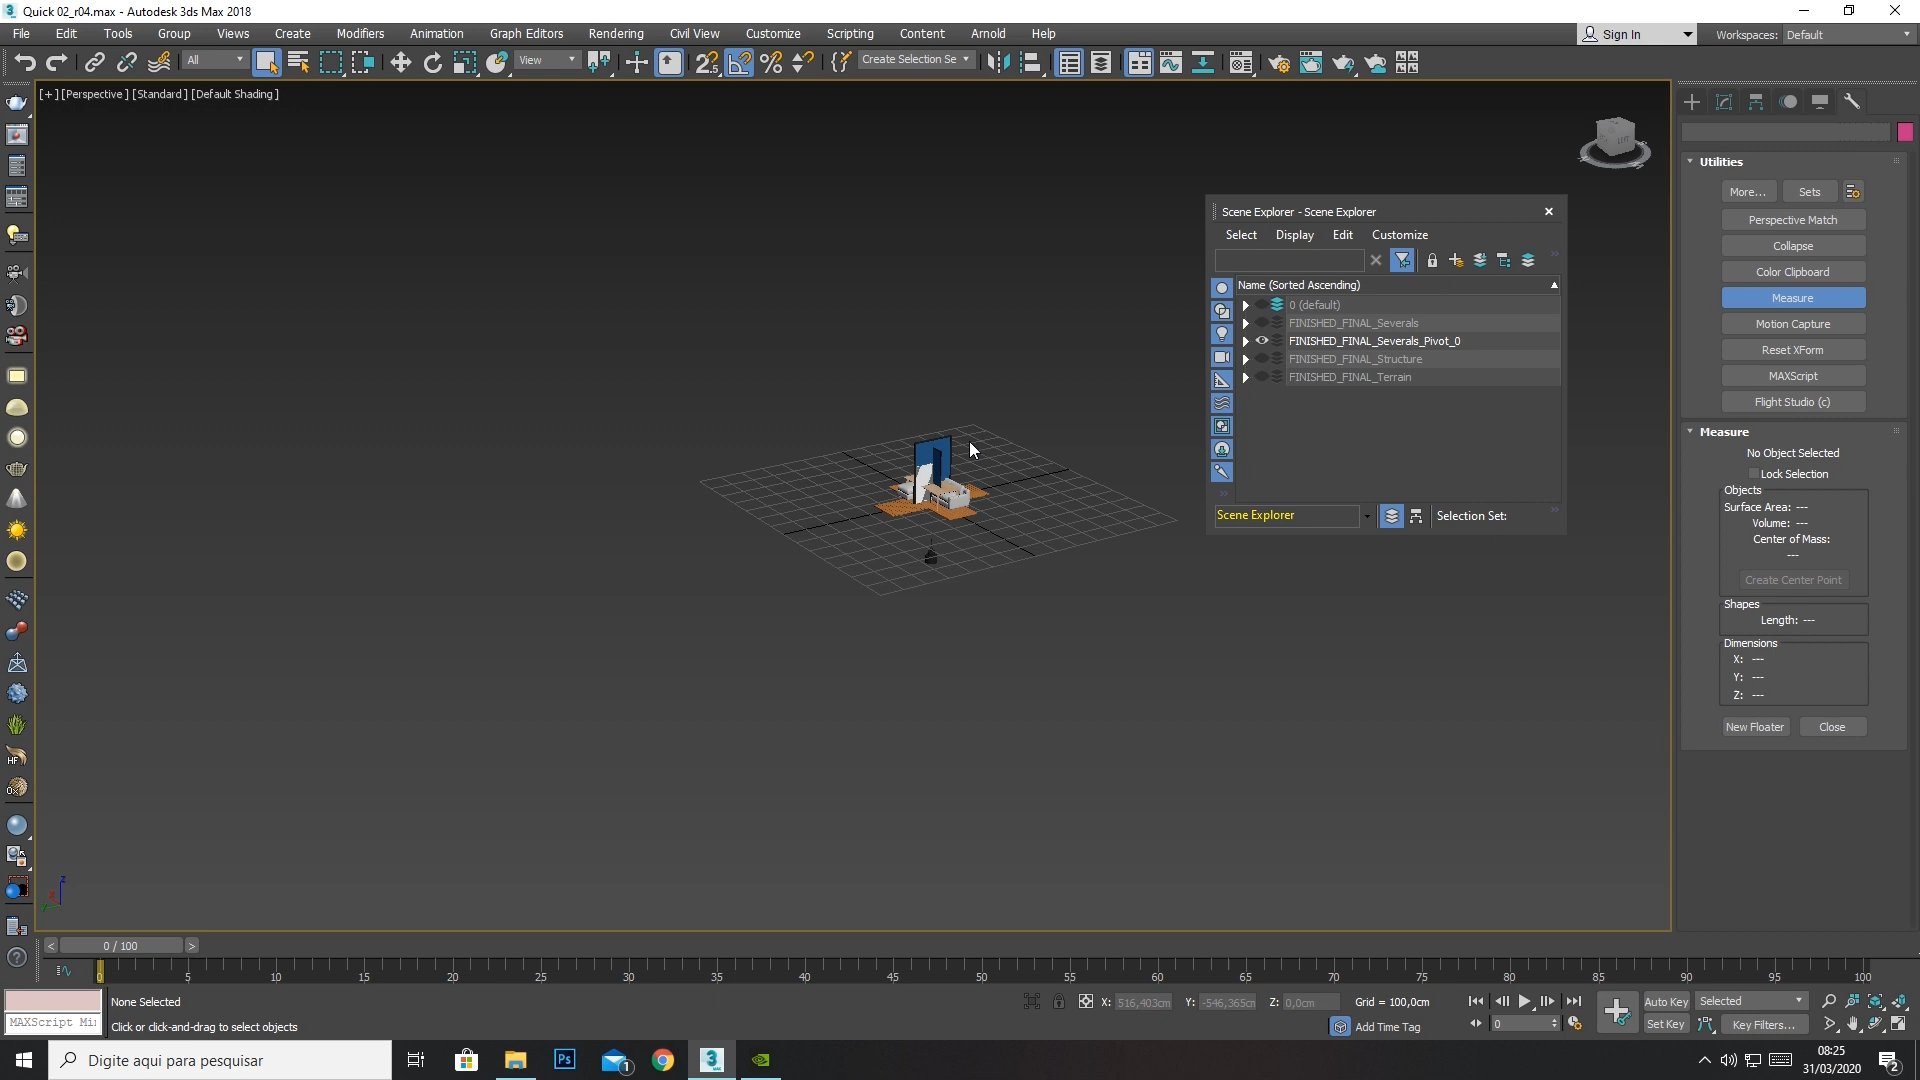 Quick 02_r04.max - Autodesk 3ds Max 2018
File Edit Tools Group Views Create Modifiers Animation Graph Editors Rendering Civil View Customize Scripting Content Arnold Help Sign In Workspaces: Default
All View Create Selection Se
[+] [Perspective ] [Standard ] [Default Shading ]
Scene Explorer - Scene Explorer
Select Display Edit Customize
Name (Sorted Ascending)
0 (default)
FINISHED_FINAL_Severals
FINISHED_FINAL_Severals_Pivot_0
FINISHED_FINAL_Structure
FINISHED_FINAL_Terrain
Scene Explorer Selection Set:
Utilities
More... Sets
Perspective Match
Collapse
Color Clipboard
Measure
Motion Capture
Reset XForm
MAXScript
Flight Studio (c)
Measure
No Object Selected
Lock Selection
Objects
Surface Area: ---
Volume: ---
Center of Mass:
---
Create Center Point
Shapes
Length: ---
Dimensions
X: ---
Y: ---
Z: ---
New Floater Close
0 / 100
0 5 10 15 20 25 30 35 40 45 50 55 60 65 70 75 80 85 90 95 100
None Selected X: 516,403cm Y: -546,365cm Z: 0,0cm Grid = 100,0cm Auto Key Selected
MAXScript Mi Click or click-and-drag to select objects Add Time Tag 0 Set Key Key Filters...
Digite aqui para pesquisar Ps 1 3 08:25
31/03/2020 2